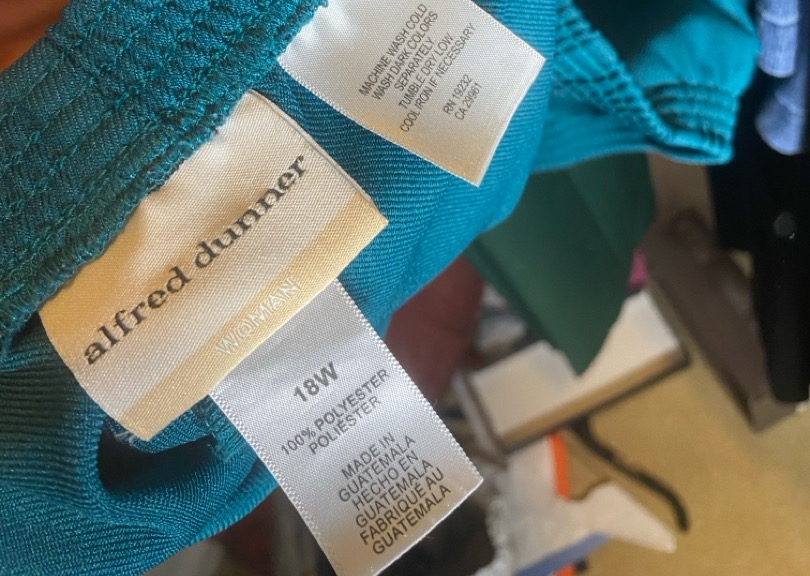 MACHINE WASH COLD
WASH DARK COLORS
SEPARATELY
TUMBLE DRY LOW
COOL IRON IF NECESSARY
RN 19232
CA 29961
alfred dunner
WOMAN
18W
100% POLYESTER
POLIÉSTER
MADE IN
GUATEMALA
HECHO EN
GUATEMALA
FABRIQUÉ AU
GUATEMALA